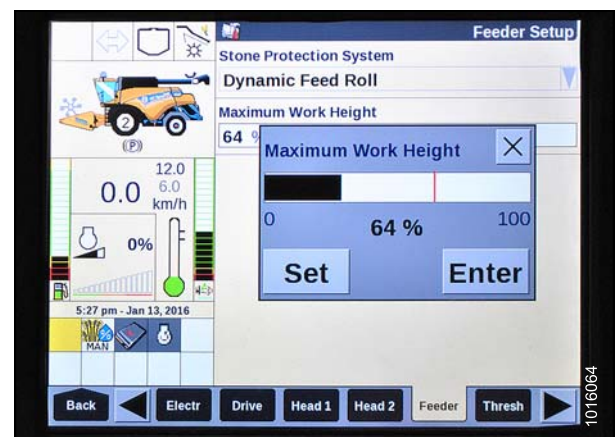 Feeder Setup
Stone Protection System
Dynamic Feed Roll
Maximum Work Height
64 %
Maximum Work Height
0
64 %
100
Set
Enter
2
(P)
12.0
6.0
0.0
km/h
0%
5:27 pm - Jan 13, 2016
MAN
Back
Electr
Drive
Head 1
Head 2
Feeder
Thresh
1016064